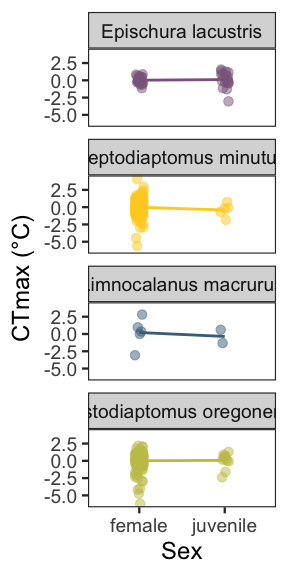 Epischura lacustris
2.5
0.0
-2.5
-5.0
eptodiaptomus minutu
2.5
0.0
-2.5
-5.0
imnocalanus macrurus
2.5
0.0
-2.5
-5.0
stodiaptomus oregonen
2.5
0.0
-2.5
-5.0
CTmax (°C)
female juvenile
Sex